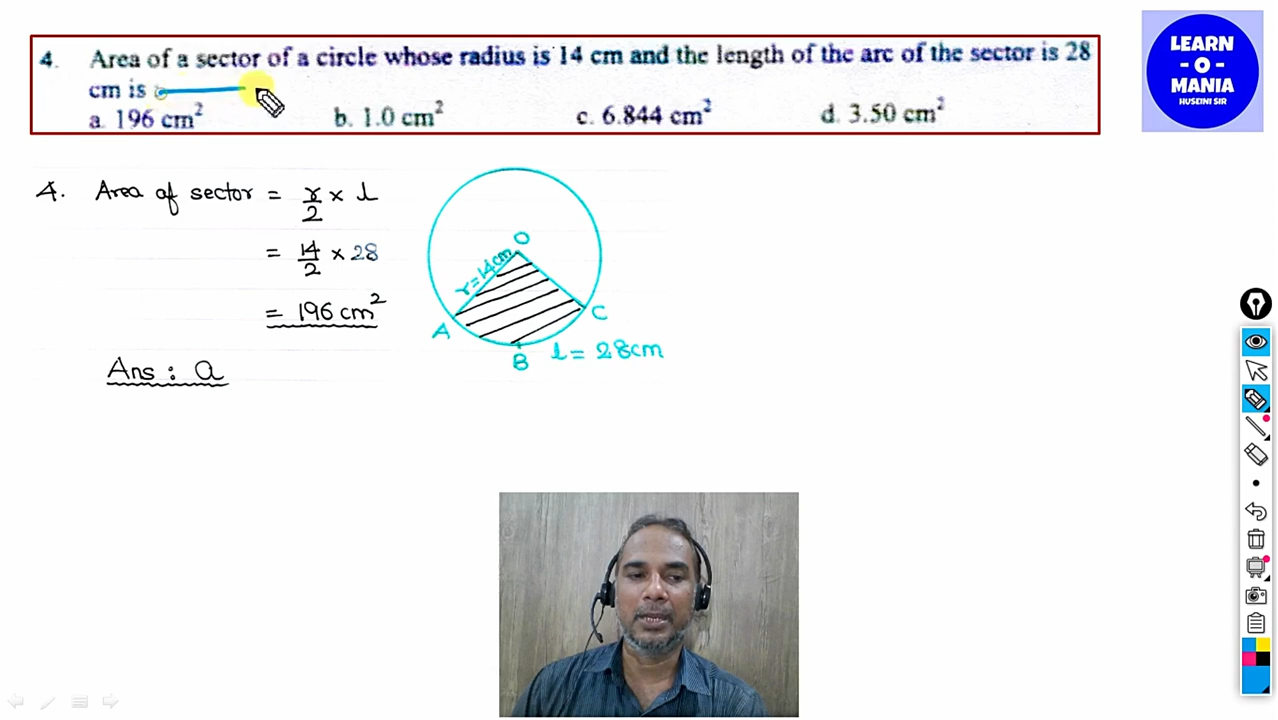 4. Area of a sector of a circle whose radius is 14 cm and the length of the arc of the sector is 28
cm is
a. 196 cm² b. 1.0 cm² c. 6.844 cm² d. 3.50 cm²
LEARN
-O-
MANIA
HUSEINI SIR
4. Area of sector = r/2 × l
= 14/2 × 28
= 196 cm²
Ans : a
O
r=14cm
A
C
B
l = 28cm